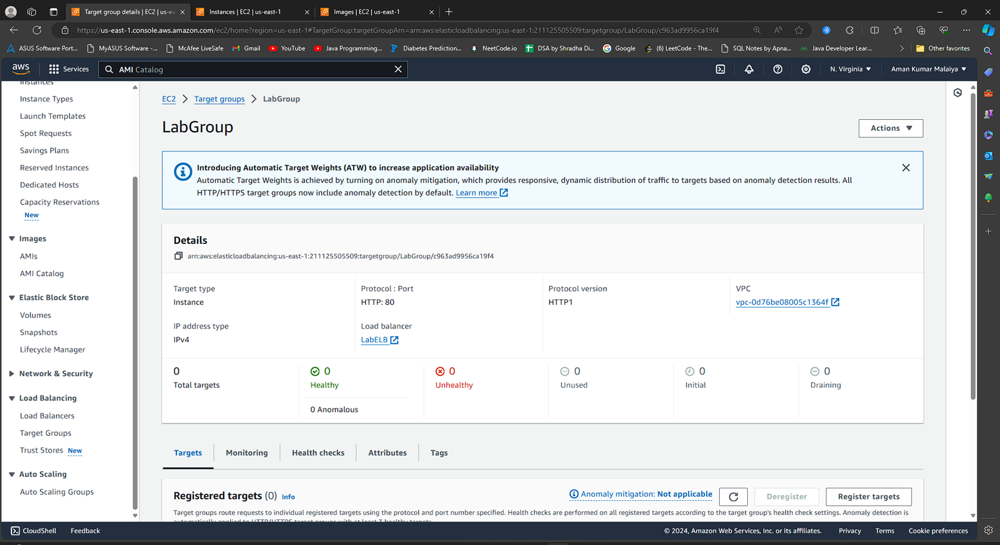 Target group details | EC2 | us-ea
Instances | EC2 | us-east-1
Images | EC2 | us-east-1
https://us-east-1.console.aws.amazon.com/ec2/home?region=us-east-1#TargetGroup:targetGroupArn=arn:aws:elasticloadbalancing:us-east-1:211125505509:targetgroup/LabGroup/c963ad9956ca19f4
ASUS Software Port...
MyASUS Software -...
McAfee LiveSafe
Gmail
YouTube
Java Programming...
Diabetes Prediction...
NeetCode.io
DSA by Shradha Di...
Google
(6) LeetCode - The...
SQL Notes by Apna...
Java Developer Lear...
Other favorites
aws
Services
AMI Catalog
N. Virginia
Aman Kumar Malaiya
Instances
Instance Types
Launch Templates
Spot Requests
Savings Plans
Reserved Instances
Dedicated Hosts
Capacity Reservations
New
Images
AMIs
AMI Catalog
Elastic Block Store
Volumes
Snapshots
Lifecycle Manager
Network & Security
Load Balancing
Load Balancers
Target Groups
Trust Stores New
Auto Scaling
Auto Scaling Groups
EC2 > Target groups > LabGroup
LabGroup
Actions
Introducing Automatic Target Weights (ATW) to increase application availability
Automatic Target Weights is achieved by turning on anomaly mitigation, which provides responsive, dynamic distribution of traffic to targets based on anomaly detection results. All
HTTP/HTTPS target groups now include anomaly detection by default. Learn more
Details
arn:aws:elasticloadbalancing:us-east-1:211125505509:targetgroup/LabGroup/c963ad9956ca19f4
Target type
Instance
Protocol : Port
HTTP: 80
Protocol version
HTTP1
VPC
vpc-0d76be08005c1364f
IP address type
IPv4
Load balancer
LabELB
0
Total targets
0
Healthy
0 Anomalous
0
Unhealthy
0
Unused
0
Initial
0
Draining
Targets
Monitoring
Health checks
Attributes
Tags
Registered targets (0) Info
Anomaly mitigation: Not applicable
Deregister
Register targets
Target groups route requests to individual registered targets using the protocol and port number specified. Health checks are performed on all registered targets according to the target group's health check settings. Anomaly detection is
automatically applied to HTTP/HTTPS target groups with at least 3 healthy targets.
CloudShell
Feedback
© 2024, Amazon Web Services, Inc. or its affiliates.
Privacy
Terms
Cookie preferences